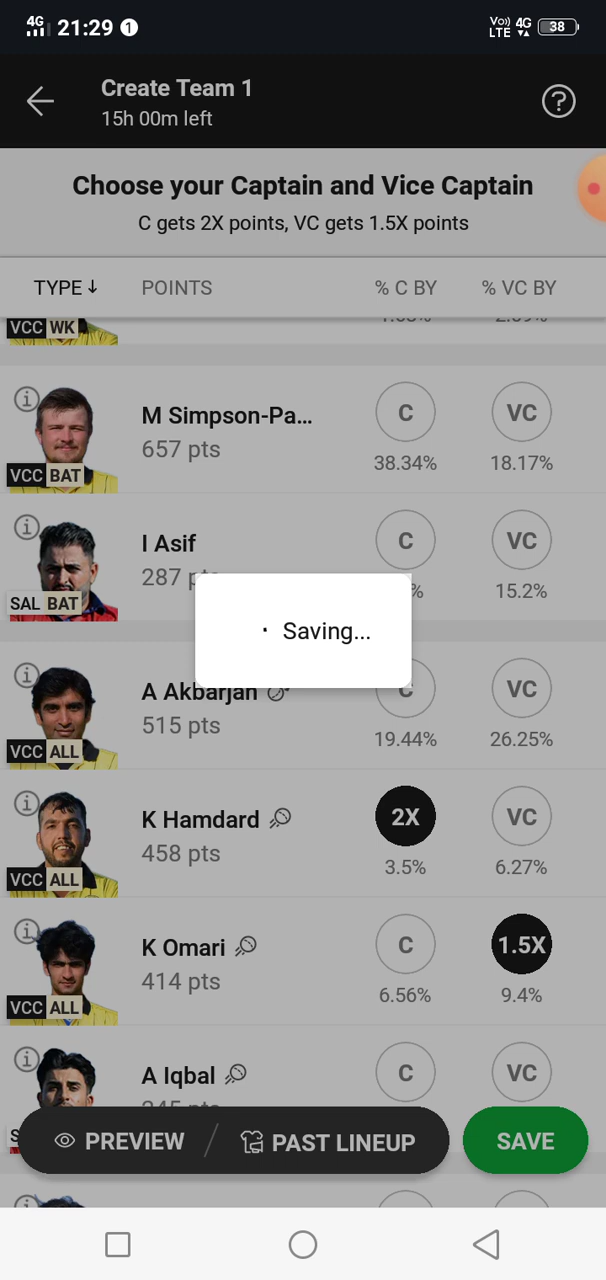 4G 21:29 1 Vo)) LTE 4G 38
Create Team 1
15h 00m left
Choose your Captain and Vice Captain
C gets 2X points, VC gets 1.5X points
TYPE↓ POINTS % C BY % VC BY
VCC WK
M Simpson-Pa... C VC
657 pts 38.34% 18.17%
VCC BAT
I Asif C VC
287 % 15.2%
SAL BAT
Saving...
A Akbarjan C VC
515 pts 19.44% 26.25%
VCC ALL
K Hamdard 2X VC
458 pts 3.5% 6.27%
VCC ALL
K Omari C 1.5X
414 pts 6.56% 9.4%
VCC ALL
A Iqbal C VC
PREVIEW / PAST LINEUP SAVE